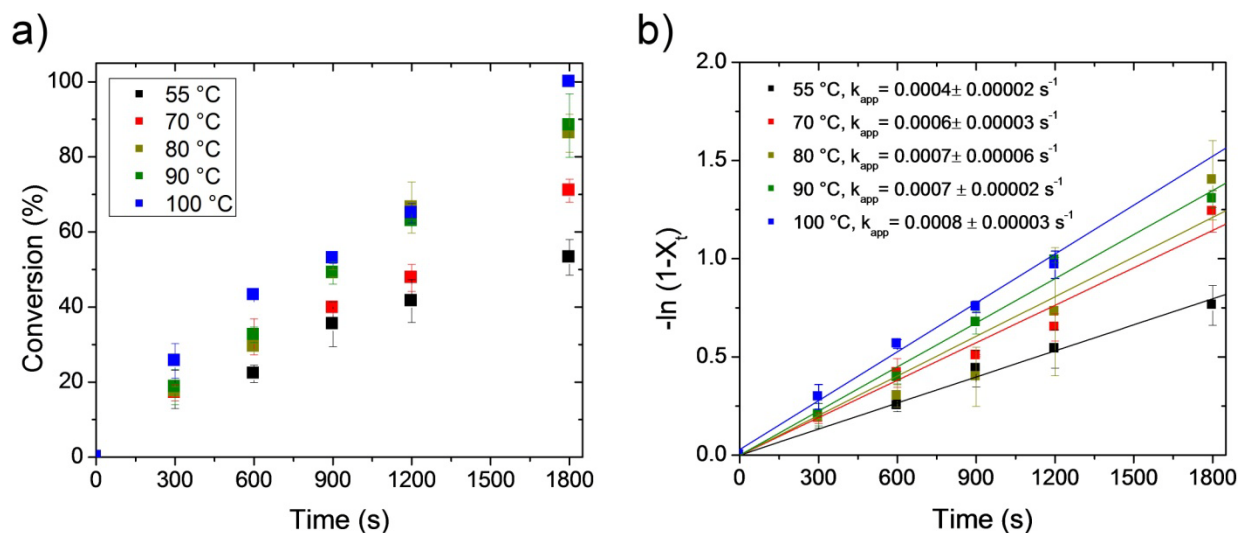 a)
100
80
60
40
20
0
Conversion (%)
55 °C
70 °C
80 °C
90 °C
100 °C
0 300 600 900 1200 1500 1800
Time (s)
b)
2.0
1.5
1.0
0.5
0.0
-ln (1-Xt)
55 °C, kapp= 0.0004± 0.00002 s-1
70 °C, kapp= 0.0006± 0.00003 s-1
80 °C, kapp= 0.0007± 0.00006 s-1
90 °C, kapp= 0.0007 ± 0.00002 s-1
100 °C, kapp= 0.0008 ± 0.00003 s-1
0 300 600 900 1200 1500 1800
Time (s)